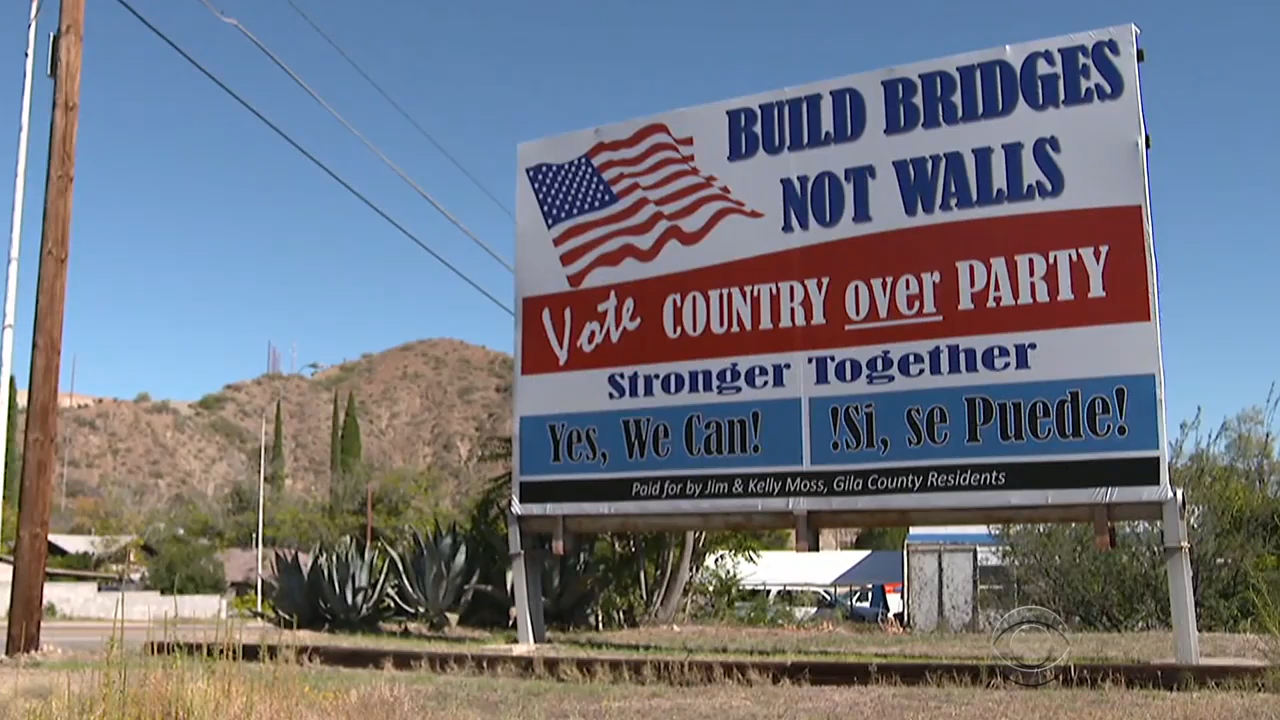 BUILD BRIDGES
NOT WALLS
Vote COUNTRY over PARTY
Stronger Together
Yes, We Can!
!Si, se Puede!
Paid for by Jim & Kelly Moss, Gila County Residents